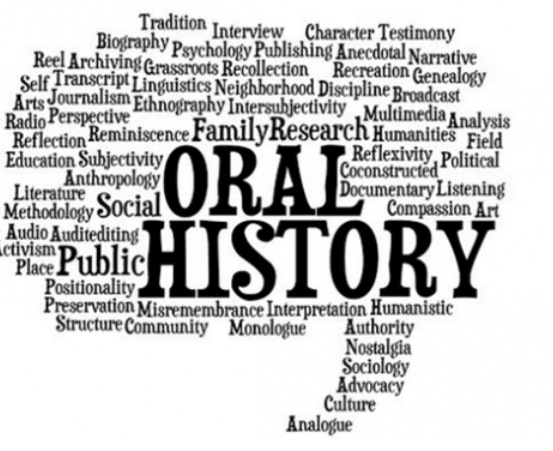 Tradition Interview Character Testimony
Biography Psychology Publishing Anecdotal Narrative
Reel Archiving Grassroots Recollection Recreation Genealogy
Self Transcript Linguistics Neighborhood Discipline Broadcast
Arts Journalism Ethnography Intersubjectivity Multimedia Analysis
Radio Perspective
Reflection Reminiscence Family Research Humanities Field
Education Subjectivity Reflexivity Political
Anthropology Coconstructed
Literature ORAL Documentary Listening
Methodology Social Compassion Art
Audio Auditediting
ctivism
Place Public HISTORY
Positionality
Preservation Misremembrance Interpretation Humanistic
Structure Community Monologue Authority
Nostalgia
Sociology
Advocacy
Culture
Analogue